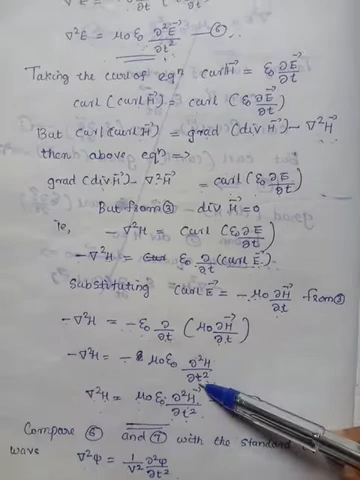 ∇²E = μ₀ε₀ ∂²E⃗/∂t² — ⑥
Taking the curl of eqⁿ curl H⃗ = ε₀ ∂E⃗/∂t
curl (curl H⃗) = curl (ε₀ ∂E⃗/∂t)
But curl (curl H⃗) = grad (div H⃗) - ∇²H⃗
then above eqⁿ =>
grad (div H⃗) - ∇²H⃗ = curl (ε₀ ∂E⃗/∂t)
But from ③ div H⃗ = 0
ie, -∇²H = curl (ε₀ ∂E/∂t)
-∇²H = ε₀ ∂/∂t (curl E⃗)
Substituting curl E⃗ = -μ₀ ∂H⃗/∂t from
-∇²H = -ε₀ ∂/∂t (μ₀ ∂H⃗/∂t)
-∇²H = - μ₀ε₀ ∂²H/∂t²
∇²H = μ₀ε₀ ∂²H⃗/∂t²
Compare ⑥ and ⑦ with the standard
wave ∇²φ = 1/V² ∂²φ/∂t²